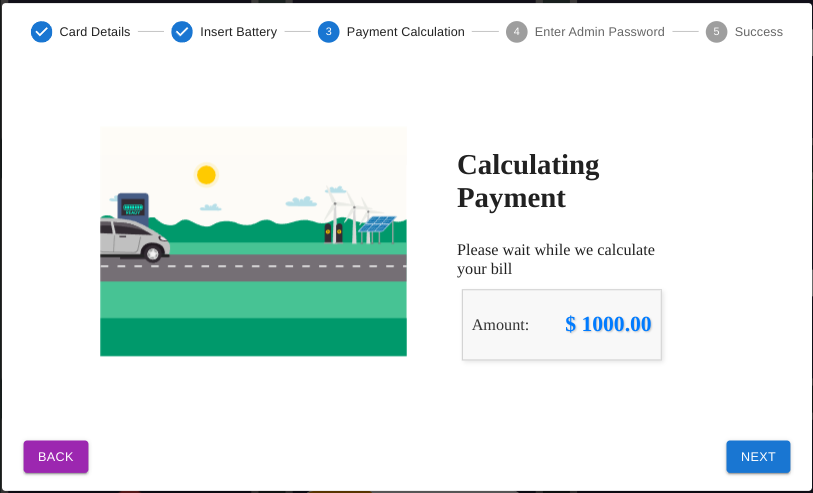 Card Details
Insert Battery
3 Payment Calculation
4 Enter Admin Password
5 Success
READY
Calculating
Payment
Please wait while we calculate
your bill
Amount: $ 1000.00
BACK
NEXT